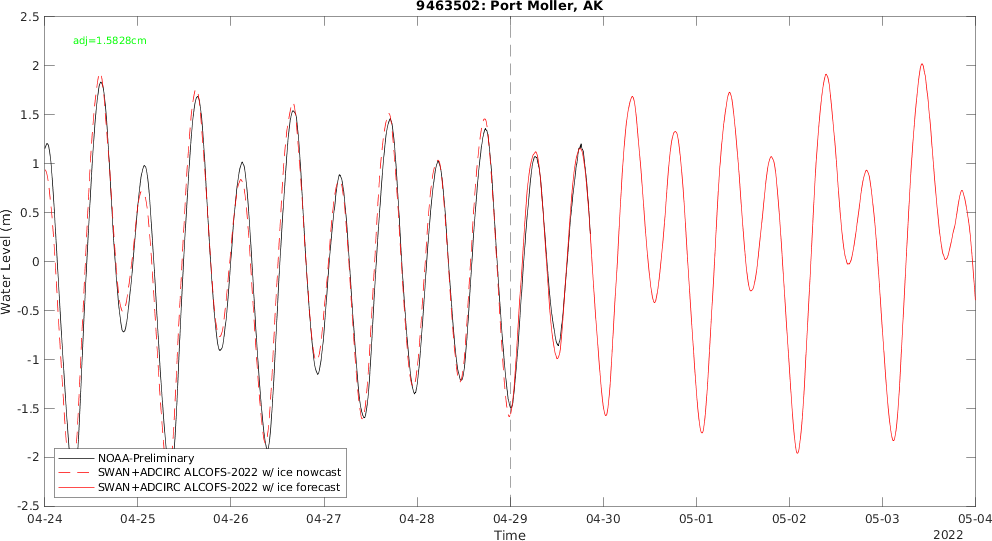 9463502: Port Moller, AK
adj=1.5828cm
2.5
2
1.5
1
0.5
0
-0.5
-1
-1.5
-2
-2.5
Water Level (m)
NOAA-Preliminary
SWAN+ADCIRC ALCOFS-2022 w/ ice nowcast
SWAN+ADCIRC ALCOFS-2022 w/ ice forecast
04-24 04-25 04-26 04-27 04-28 04-29 04-30 05-01 05-02 05-03 05-04
Time
2022